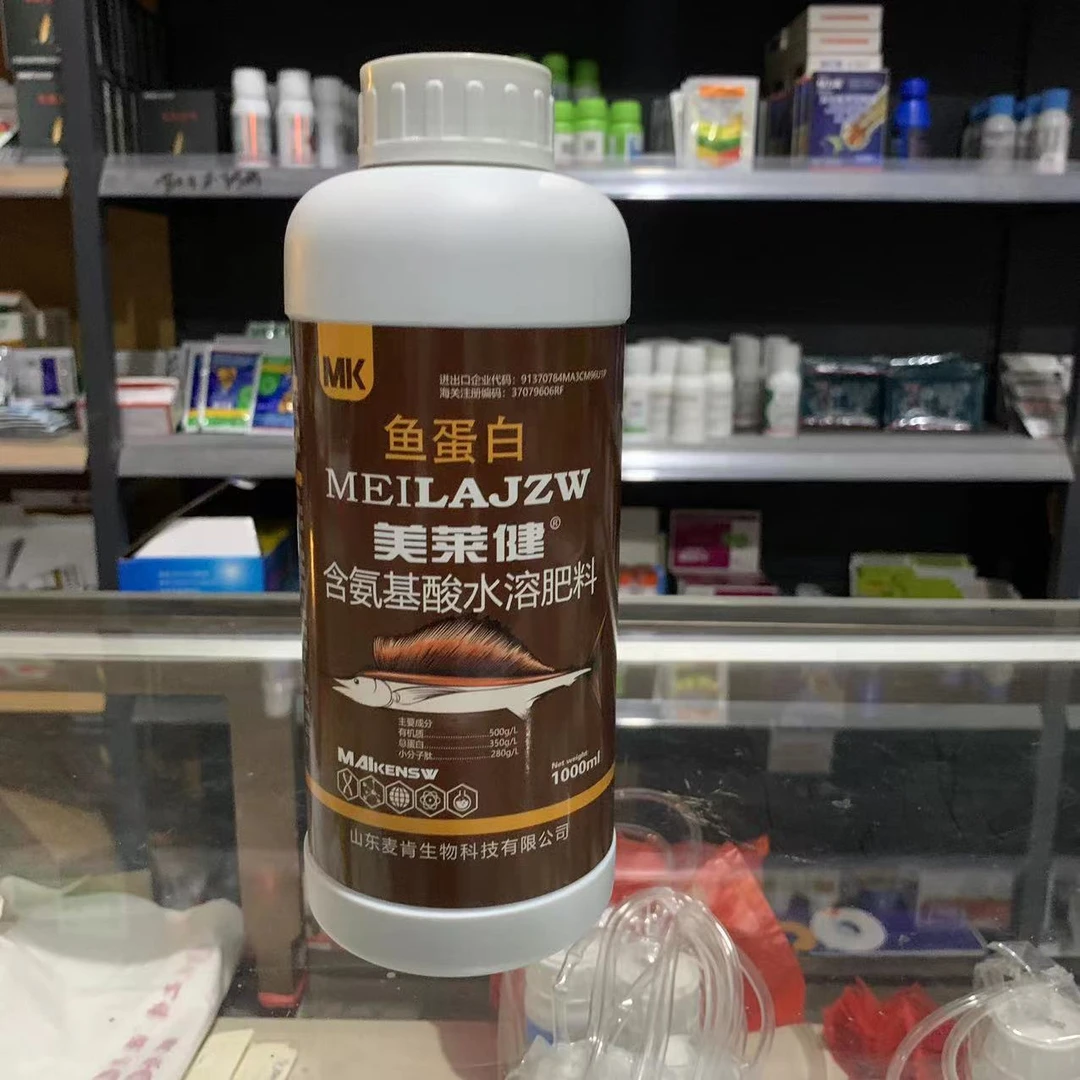 MK
进出口企业代码：91370784MA3CM96U1P
海关注册编码：37079606RF
鱼蛋白
MEILAJZW
美莱健®
含氨基酸水溶肥料
主要成分
有机质 500g/L
总蛋白 350g/L
小分子肽 280g/L
MAIKENSW
Net weight
1000ml
山东麦肯生物科技有限公司